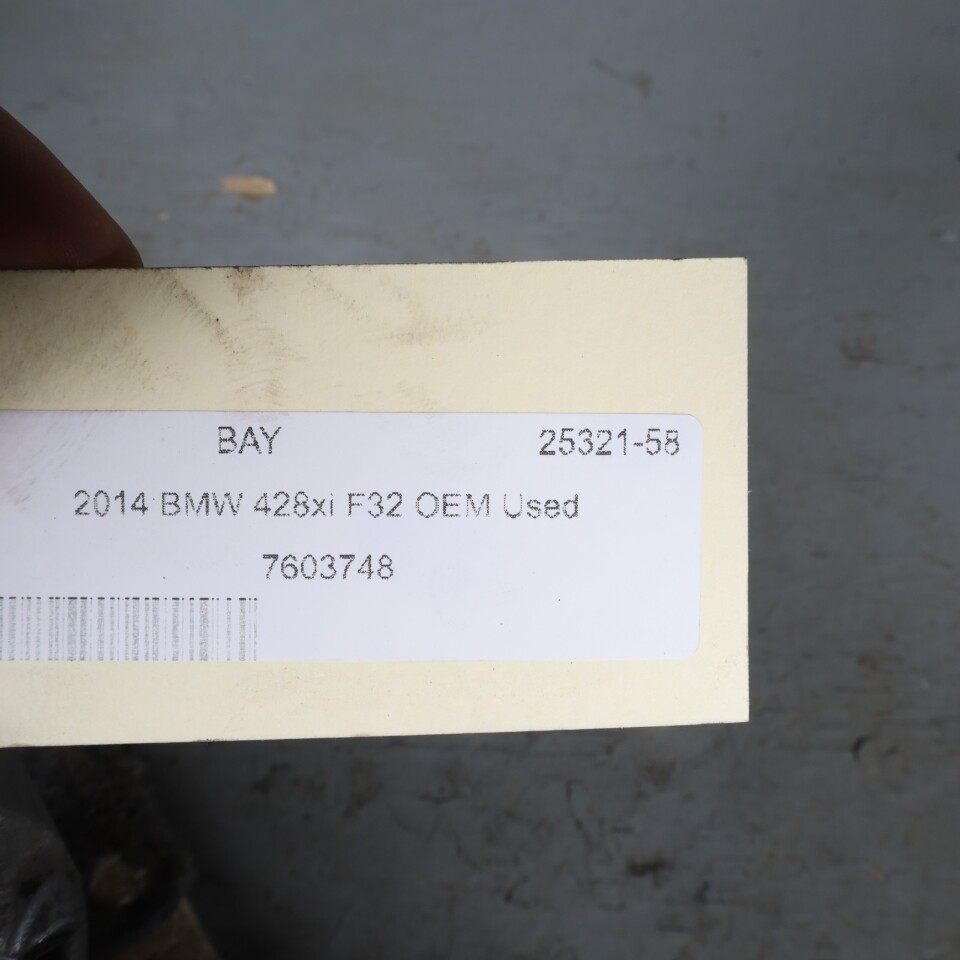 BAY 25321-58
2014 BMW 428xi F32 OEM Used
7603748